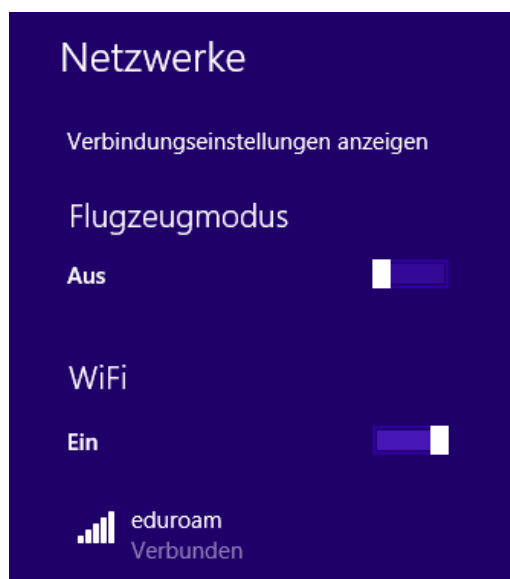 Netzwerke
Verbindungseinstellungen anzeigen
Flugzeugmodus
Aus
WiFi
Ein
eduroam
Verbunden